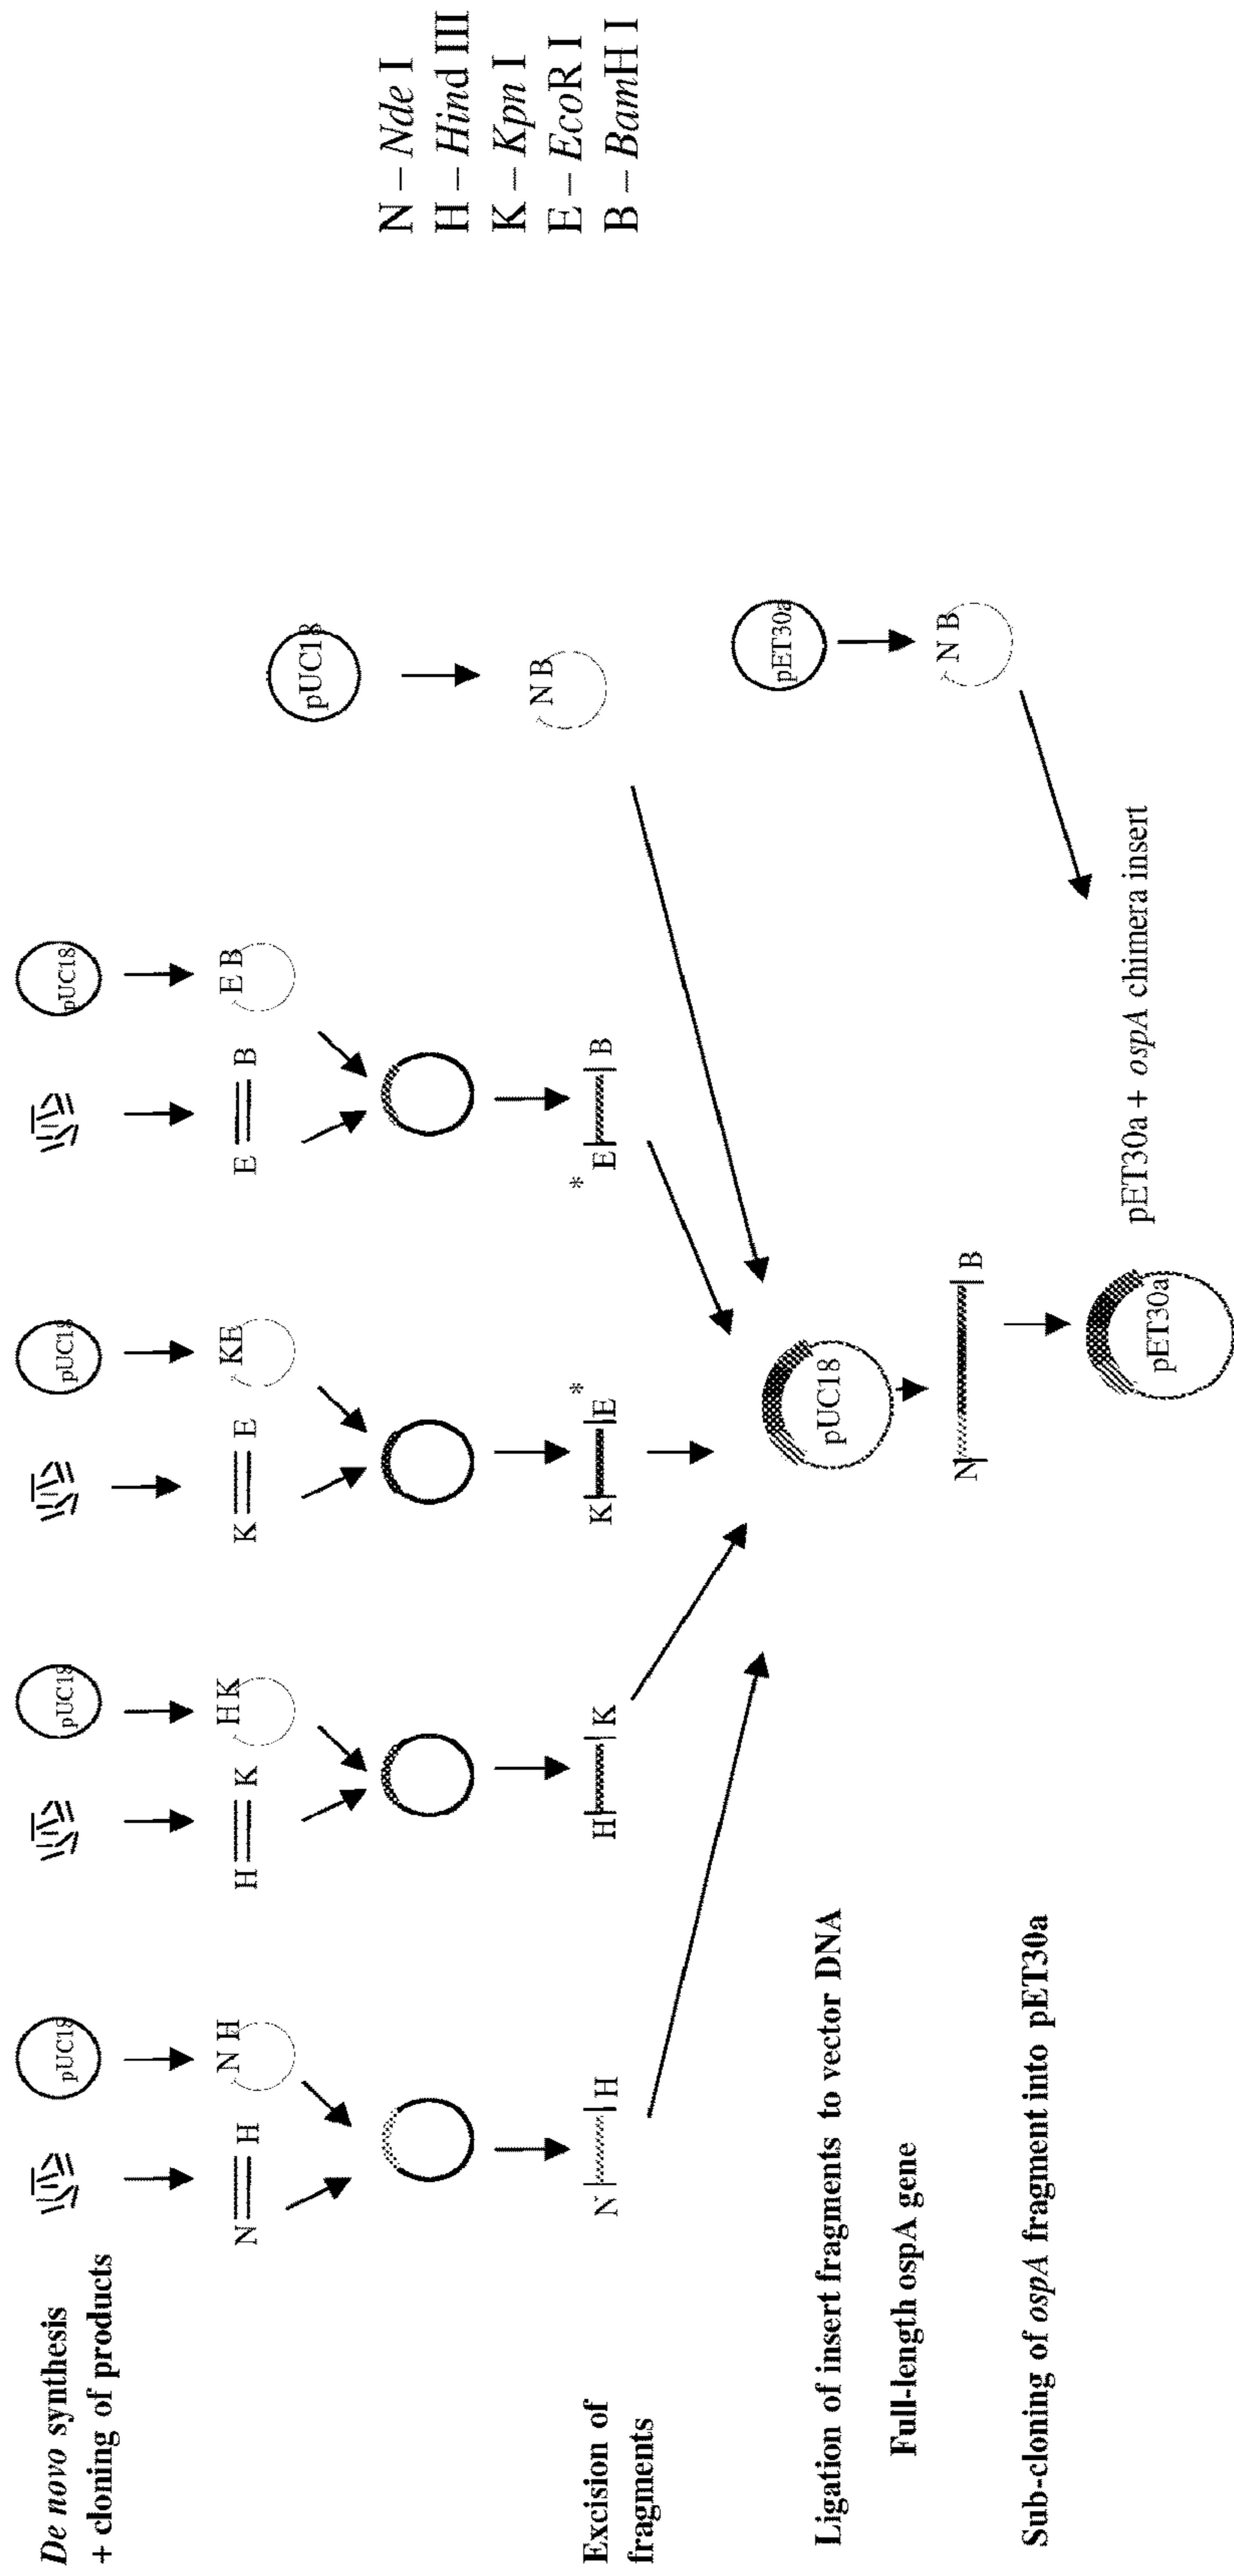 De novo synthesis
+ cloning of products
pUC18
pUC18
pUC18
pUC18
N H
N H
H K
H K
K E
KE
E B
E B
pUC18
N B
N – Nde I
H – Hind III
K – Kpn I
E – EcoR I
B – BamH I
Excision of
fragments
N H
H K
K E *
* E B
Ligation of insert fragments to vector DNA
Full-length ospA gene
pUC18
pET30a
N B
N B
Sub-cloning of ospA fragment into pET30a
pET30a
pET30a + ospA chimera insert